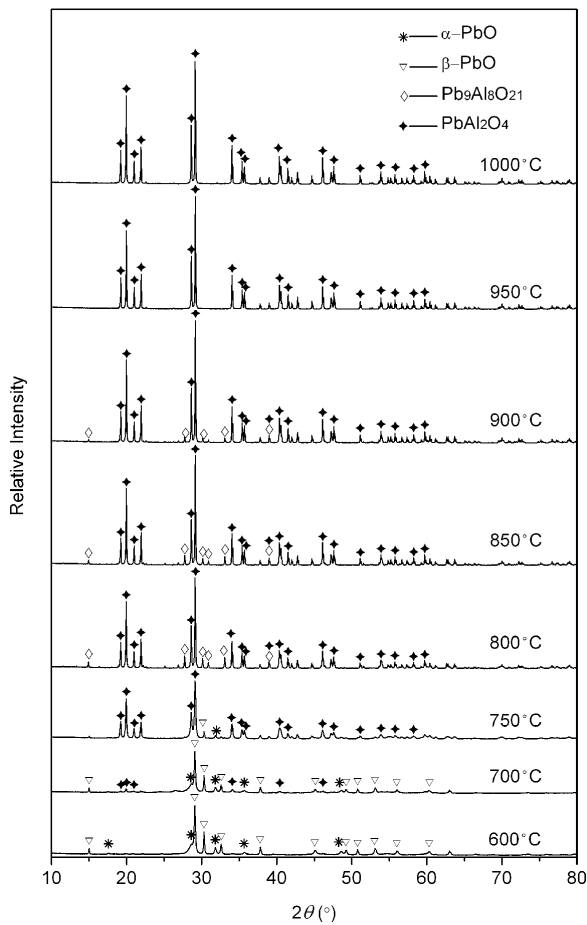 α–PbO
β–PbO
Pb₉Al₈O₂₁
PbAl₂O₄
1000°C
950°C
900°C
850°C
800°C
750°C
700°C
600°C
Relative Intensity
10 20 30 40 50 60 70 80
2θ (°)